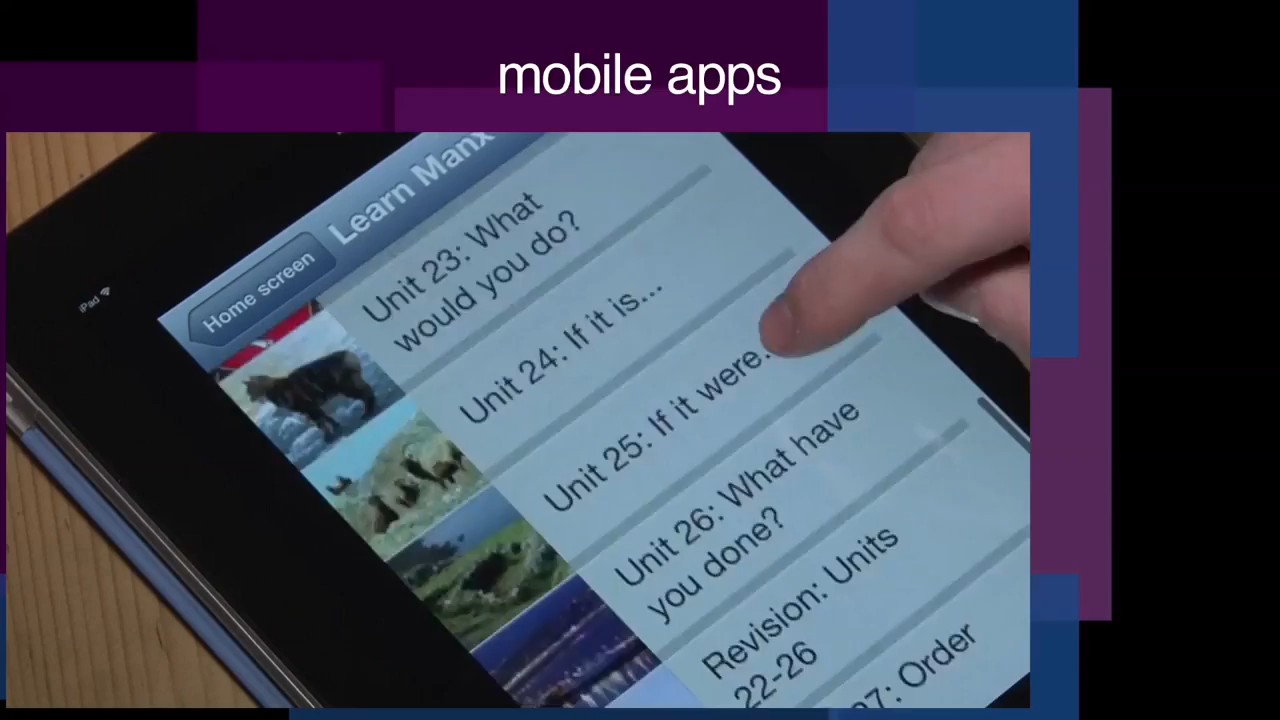 mobile apps
iPad
Home screen
Learn Manx
Unit 23: What
would you do?
Unit 24: If it is...
Unit 25: If it were.
Unit 26: What have
you done?
Revision: Units
22-26
27: Order